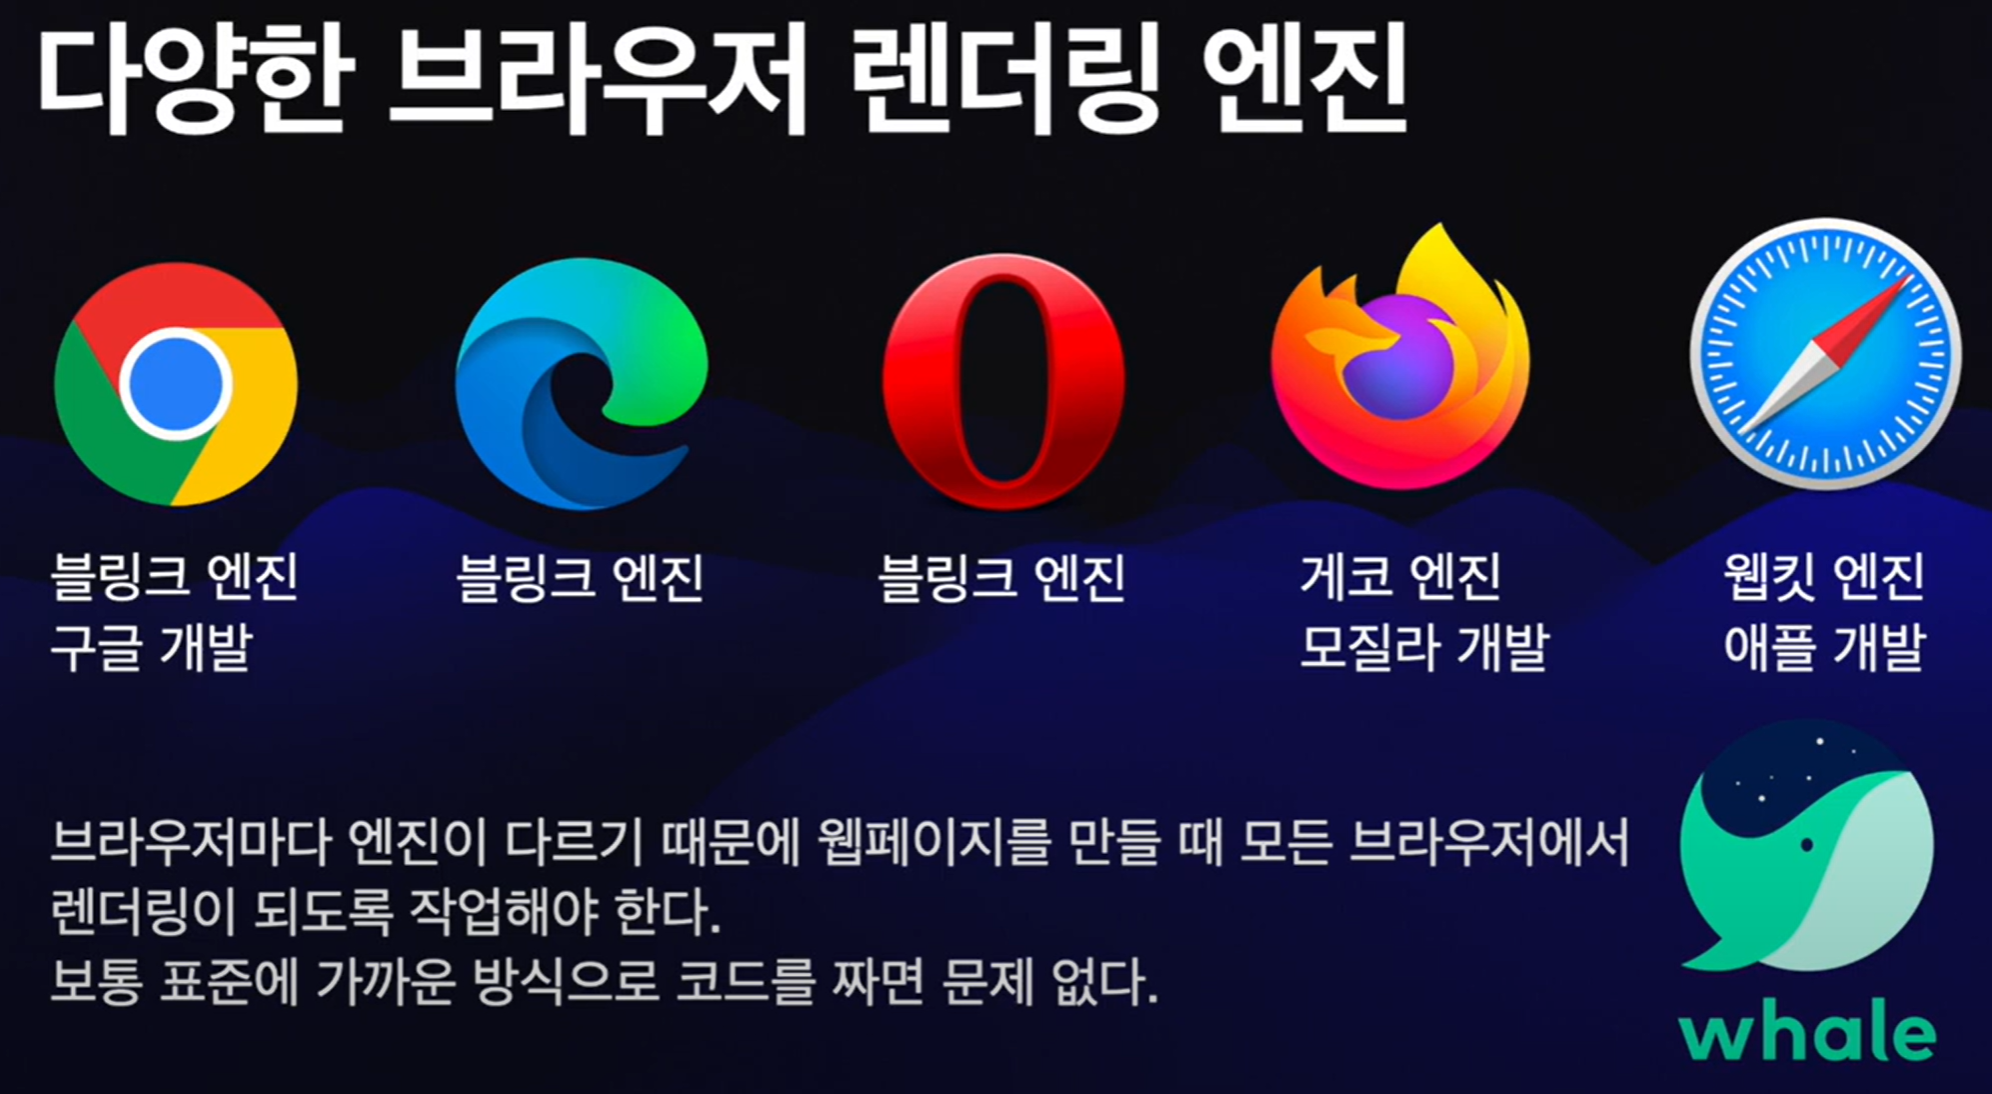 다양한 브라우저 렌더링 엔진
블링크 엔진
구글 개발
블링크 엔진
블링크 엔진
게코 엔진
모질라 개발
웹킷 엔진
애플 개발
브라우저마다 엔진이 다르기 때문에 웹페이지를 만들 때 모든 브라우저에서
렌더링이 되도록 작업해야 한다.
보통 표준에 가까운 방식으로 코드를 짜면 문제 없다.
whale